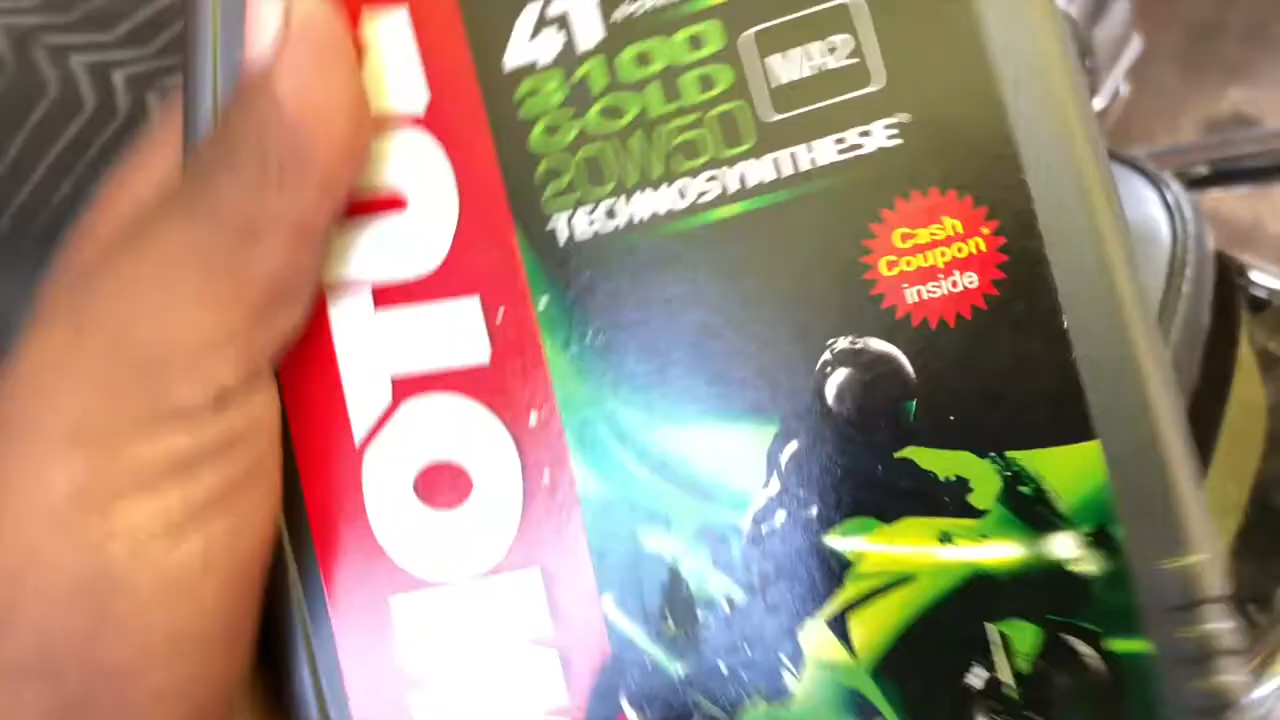 4T
3100
GOLD
20W50
TECHNOSYNTHESE
MA2
Cash
Coupon*
inside
MOTUL